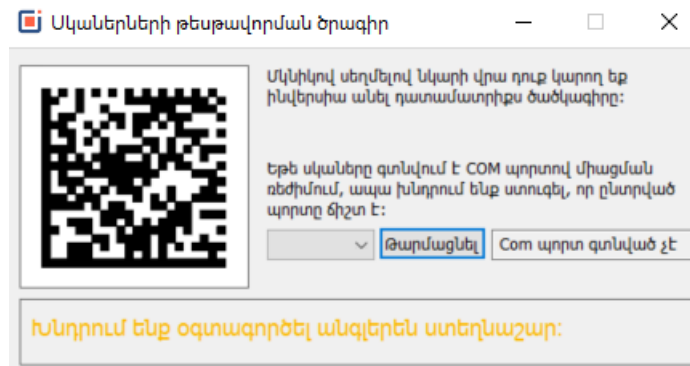 Սկաներների թեսթավորման ծրագիր
Մկնիկով սեղմելով նկարի վրա դուք կարող եք
ինվերսիա անել դատամատրիքս ծածկագիրը:
Եթե սկաները գտնվում է COM պորտով միացման
ռեժիմում, ապա խնդրում ենք ստուգել, որ ընտրված
պորտը ճիշտ է:
Թարմացնել
Com պորտ գտնված չէ
Խնդրում ենք օգտագործել անգլերեն ստեղնաշար: